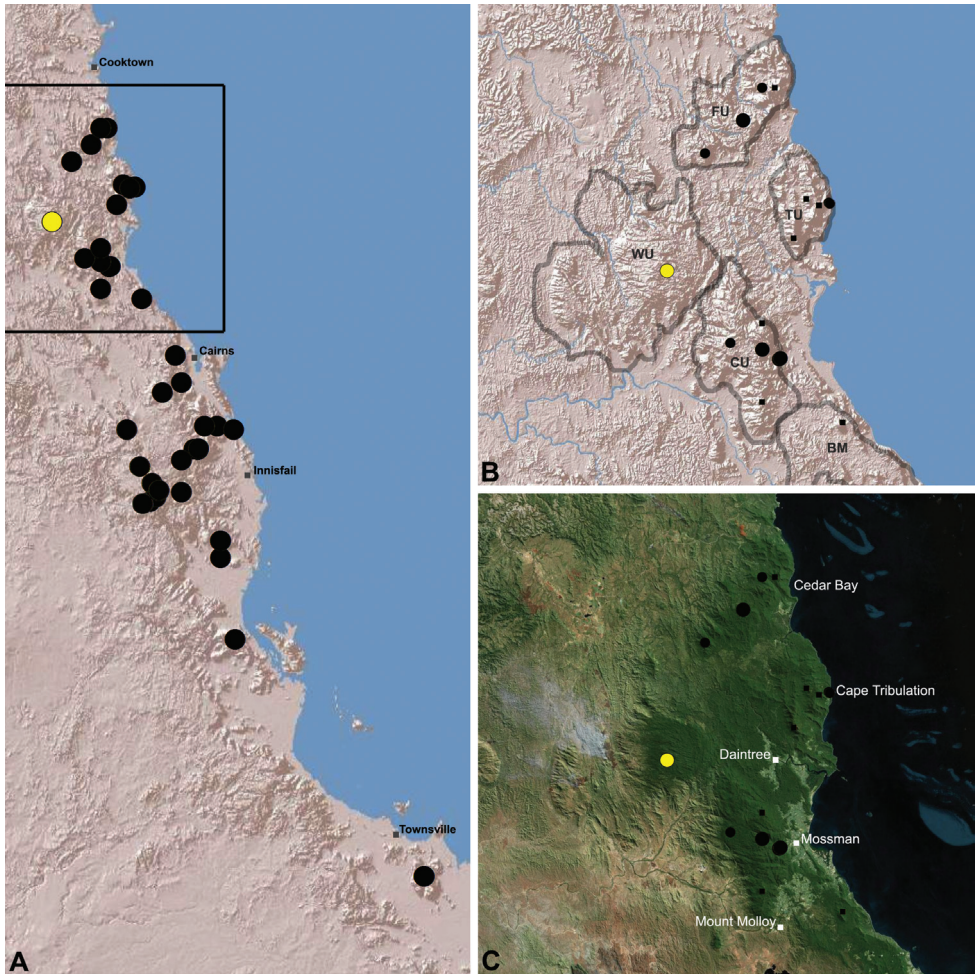 Cooktown
Cairns
Innisfail
Townsville
A
FU
TU
WU
CU
BM
B
Cedar Bay
Cape Tribulation
Daintree
Mossman
Mount Molloy
C